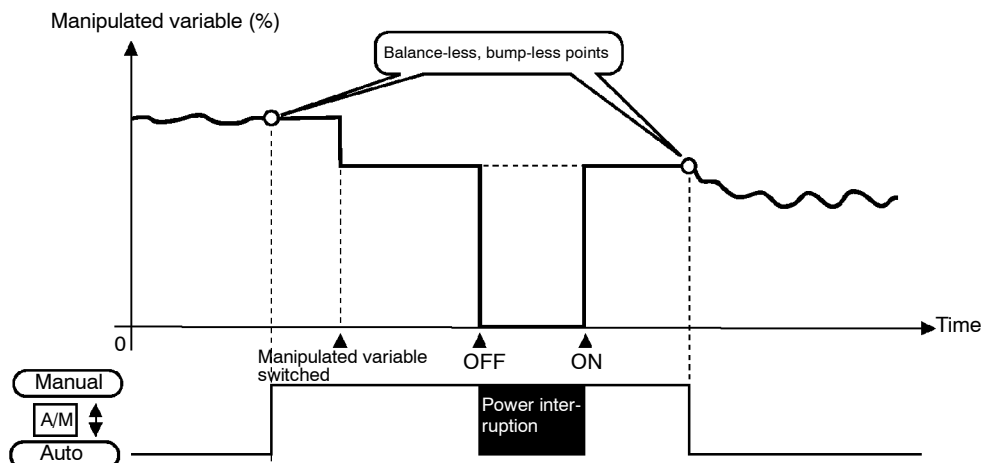 Manipulated variable (%)
Balance-less, bump-less points
Time
0
Manipulated variable
switched
OFF
ON
Manual
A/M
Auto
Power inter-
ruption